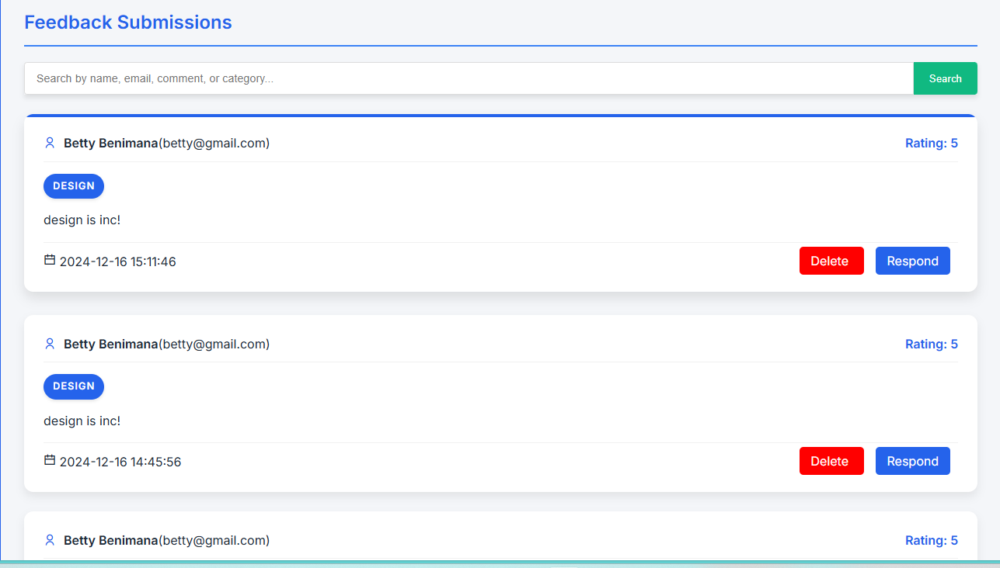 Feedback Submissions
Search by name, email, comment, or category...
Search
Betty Benimana(betty@gmail.com)
Rating: 5
DESIGN
design is inc!
2024-12-16 15:11:46
Delete
Respond
Betty Benimana(betty@gmail.com)
Rating: 5
DESIGN
design is inc!
2024-12-16 14:45:56
Delete
Respond
Betty Benimana(betty@gmail.com)
Rating: 5